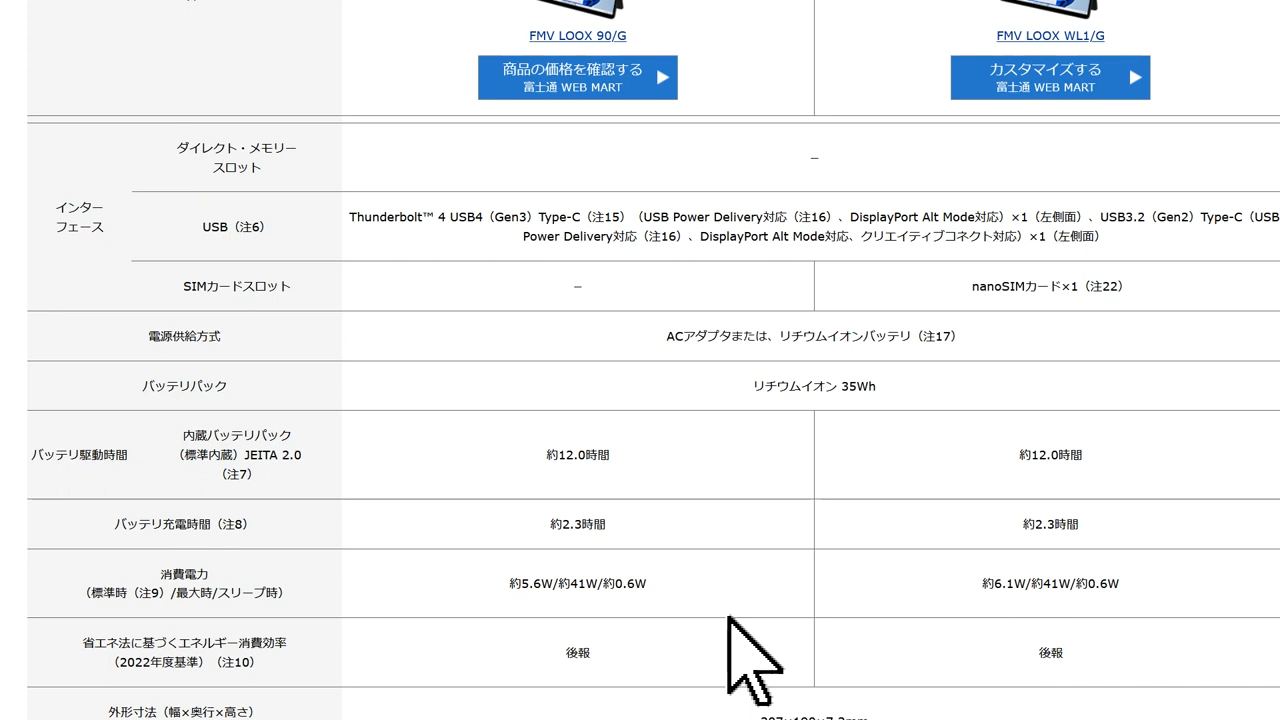 FMV LOOX 90/G
FMV LOOX WL1/G
商品の価格を確認する
富士通 WEB MART
カスタマイズする
富士通 WEB MART
インター
フェース
ダイレクト・メモリー
スロット
－
USB（注6）
Thunderbolt™ 4 USB4（Gen3）Type-C（注15）（USB Power Delivery対応（注16）、DisplayPort Alt Mode対応）×1（左側面）、USB3.2（Gen2）Type-C（USB
Power Delivery対応（注16）、DisplayPort Alt Mode対応、クリエイティブコネクト対応）×1（左側面）
SIMカードスロット
－
nanoSIMカード×1（注22）
電源供給方式
ACアダプタまたは、リチウムイオンバッテリ（注17）
バッテリパック
リチウムイオン 35Wh
バッテリ駆動時間
内蔵バッテリパック
（標準内蔵）JEITA 2.0
（注7）
約12.0時間
約12.0時間
バッテリ充電時間（注8）
約2.3時間
約2.3時間
消費電力
（標準時（注9）/最大時/スリープ時）
約5.6W/約41W/約0.6W
約6.1W/約41W/約0.6W
省エネ法に基づくエネルギー消費効率
（2022年度基準）（注10）
後報
後報
外形寸法（幅×奥行×高さ）